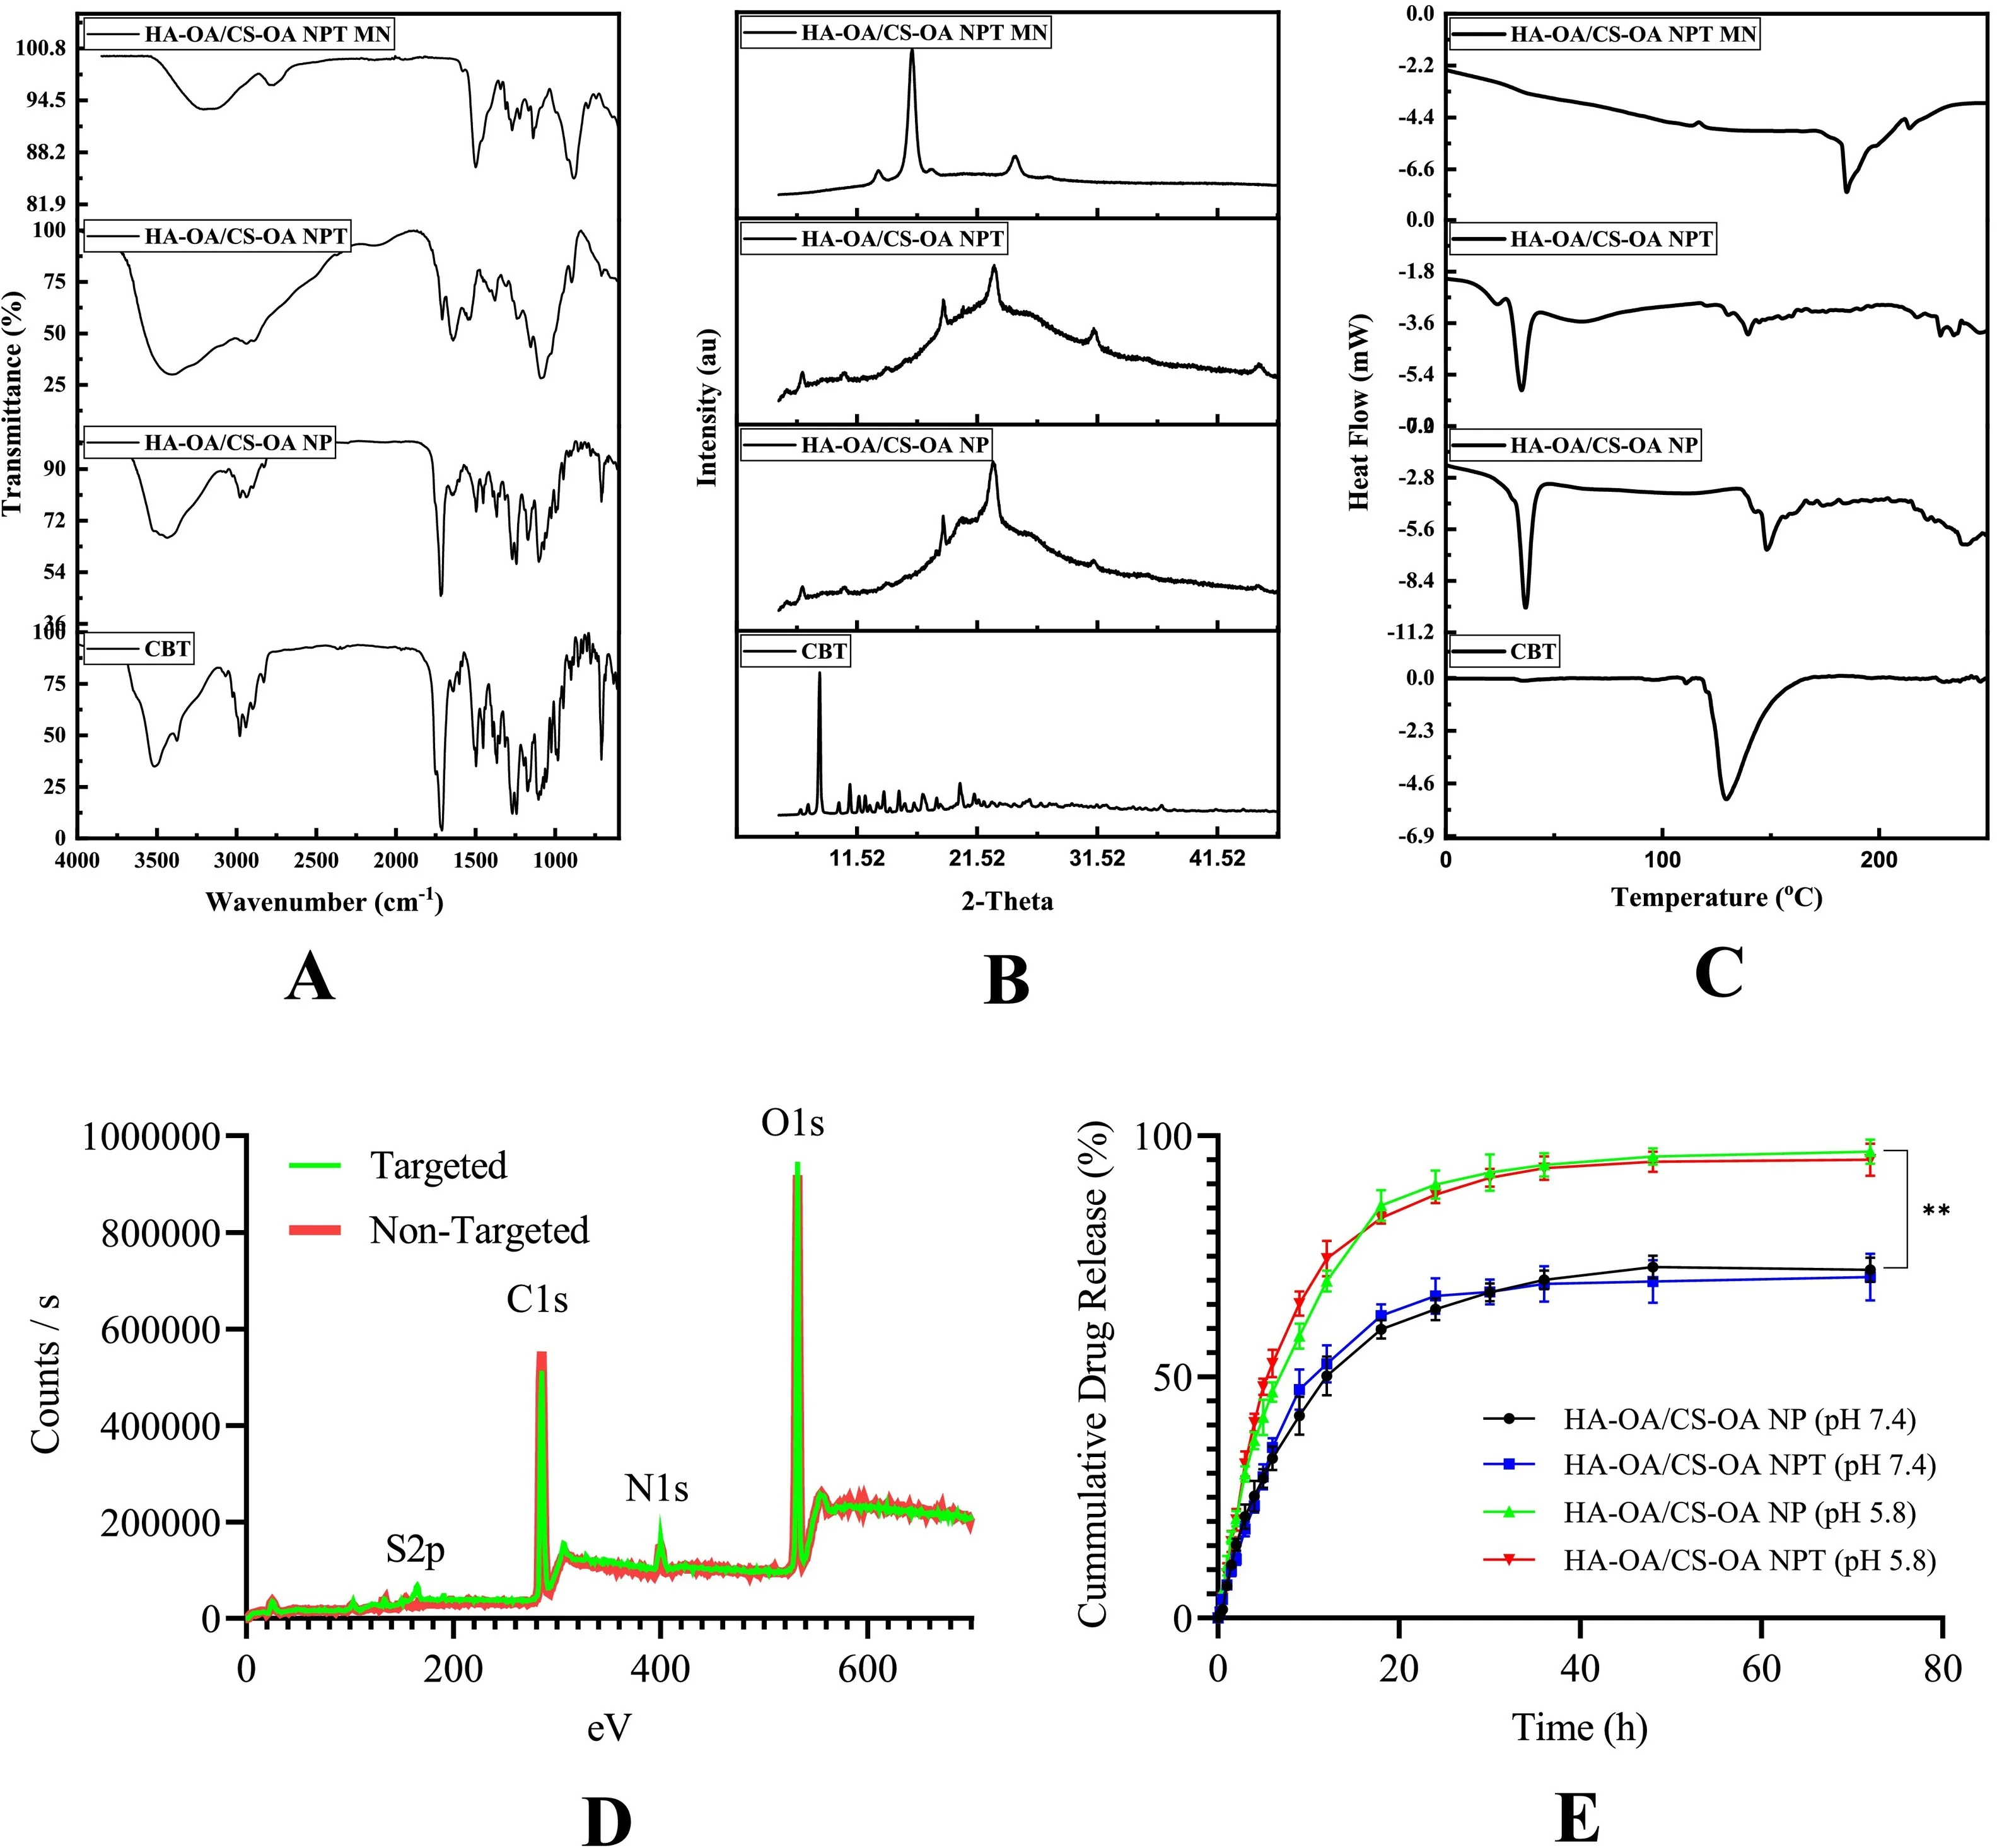 HA-OA/CS-OA NPT MN
100.8
94.5
88.2
81.9
HA-OA/CS-OA NPT
100
75
50
25
HA-OA/CS-OA NP
90
72
54
36
CBT
100
75
50
25
0
4000 3500 3000 2500 2000 1500 1000
Transmittance (%)
Wavenumber (cm-1)
A
HA-OA/CS-OA NPT MN
HA-OA/CS-OA NPT
HA-OA/CS-OA NP
CBT
Intensity (au)
11.52 21.52 31.52 41.52
2-Theta
B
0.0
HA-OA/CS-OA NPT MN
-2.2
-4.4
-6.6
0.0
HA-OA/CS-OA NPT
-1.8
-3.6
-5.4
HA-OA/CS-OA NP
-2.8
-5.6
-8.4
-11.2
CBT
0.0
-2.3
-4.6
-6.9
0 100 200
Heat Flow (mW)
Temperature (oC)
C
1000000
800000
600000
400000
200000
0
Counts / s
Targeted
Non-Targeted
O1s
C1s
N1s
S2p
0 200 400 600
eV
D
100
50
0
Cummulative Drug Release (%)
**
HA-OA/CS-OA NP (pH 7.4)
HA-OA/CS-OA NPT (pH 7.4)
HA-OA/CS-OA NP (pH 5.8)
HA-OA/CS-OA NPT (pH 5.8)
0 20 40 60 80
Time (h)
E